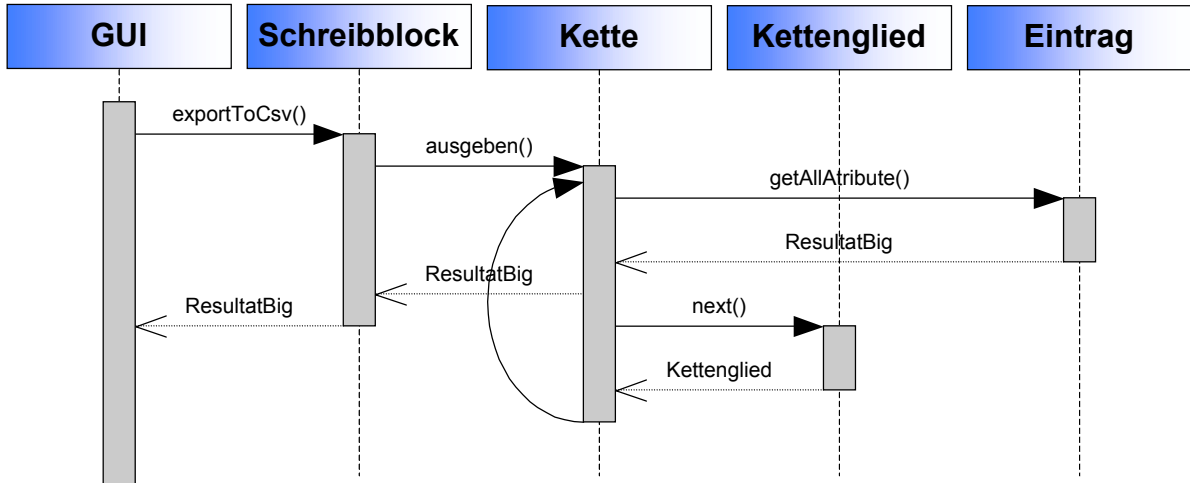 GUI
Schreibblock
Kette
Kettenglied
Eintrag
exportToCsv()
ausgeben()
getAllAtribute()
ResultatBig
ResultatBig
ResultatBig
next()
Kettenglied